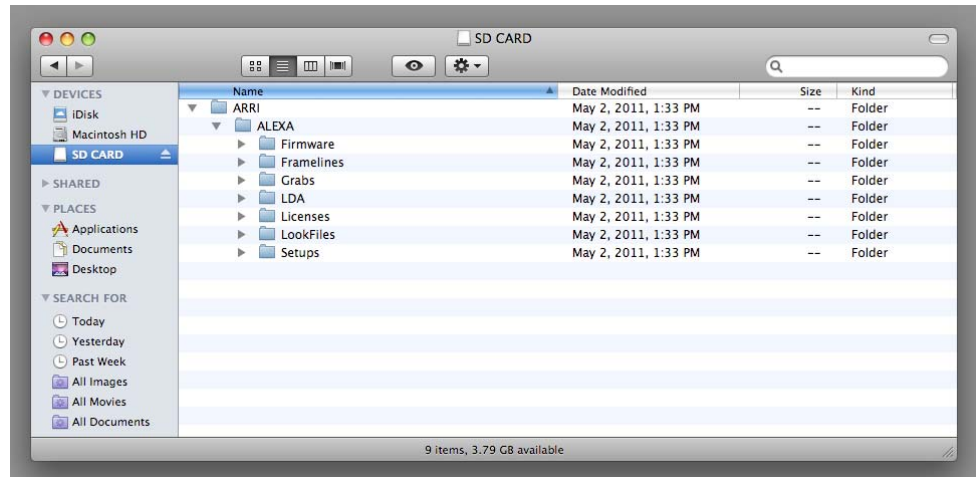 SD CARD
DEVICES
iDisk
Macintosh HD
SD CARD
SHARED
PLACES
Applications
Documents
Desktop
SEARCH FOR
Today
Yesterday
Past Week
All Images
All Movies
All Documents
Name Date Modified Size Kind
ARRI May 2, 2011, 1:33 PM -- Folder
ALEXA May 2, 2011, 1:33 PM -- Folder
Firmware May 2, 2011, 1:33 PM -- Folder
Framelines May 2, 2011, 1:33 PM -- Folder
Grabs May 2, 2011, 1:33 PM -- Folder
LDA May 2, 2011, 1:33 PM -- Folder
Licenses May 2, 2011, 1:33 PM -- Folder
LookFiles May 2, 2011, 1:33 PM -- Folder
Setups May 2, 2011, 1:33 PM -- Folder
9 items, 3.79 GB available